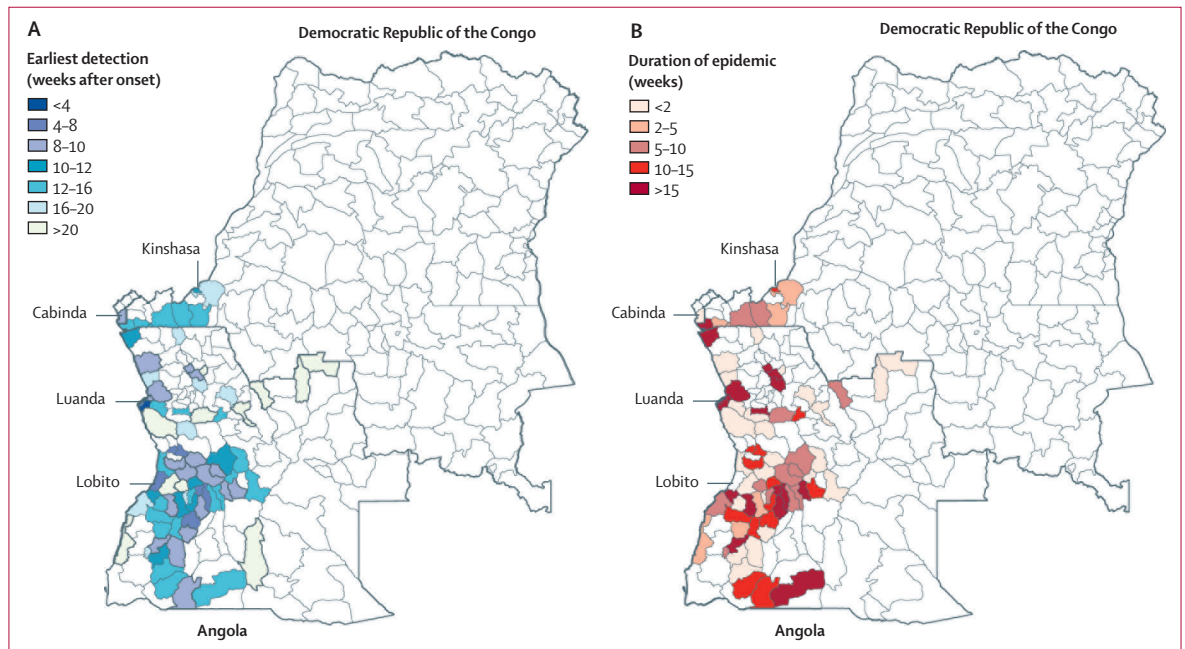 A
Democratic Republic of the Congo
Earliest detection
(weeks after onset)
<4
4–8
8–10
10–12
12–16
16–20
>20
Kinshasa
Cabinda
Luanda
Lobito
Angola
B
Democratic Republic of the Congo
Duration of epidemic
(weeks)
<2
2–5
5–10
10–15
>15
Kinshasa
Cabinda
Luanda
Lobito
Angola